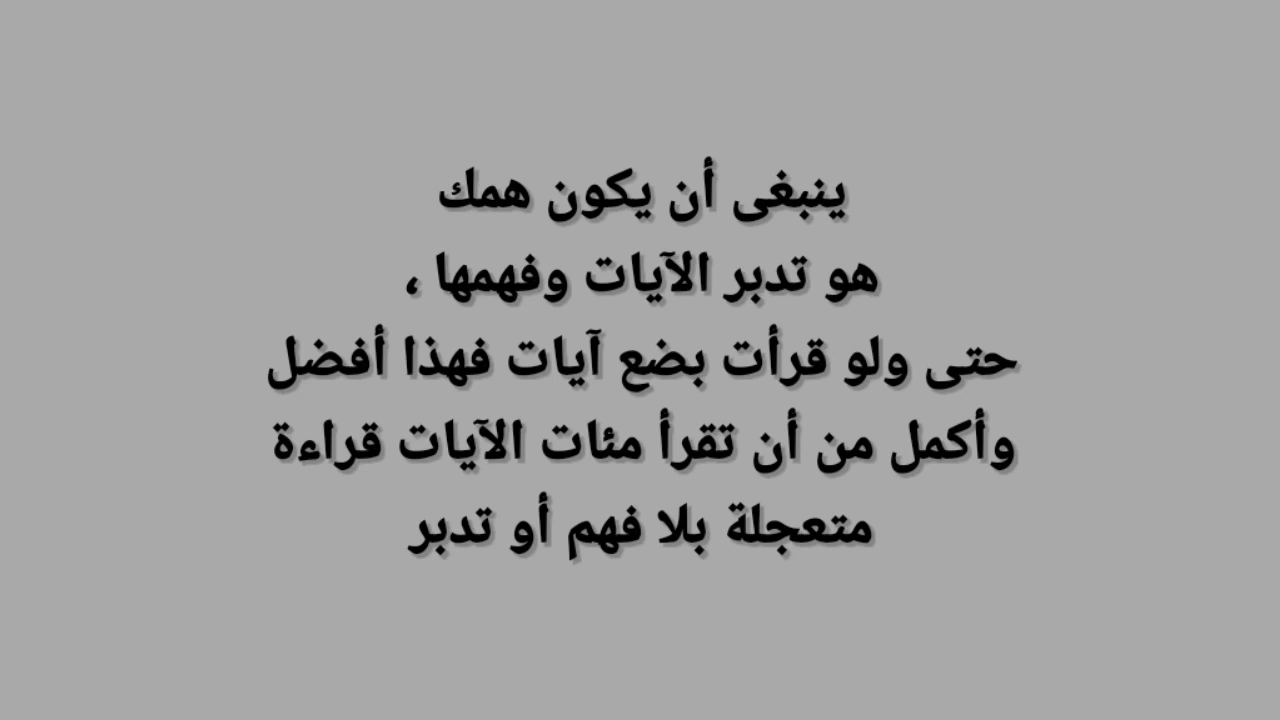 ينبغى أن يكون همك
هو تدبر الآيات وفهمها ،
حتى ولو قرأت بضع آيات فهذا أفضل
وأكمل من أن تقرأ مئات الآيات قراءة
متعجلة بلا فهم أو تدبر